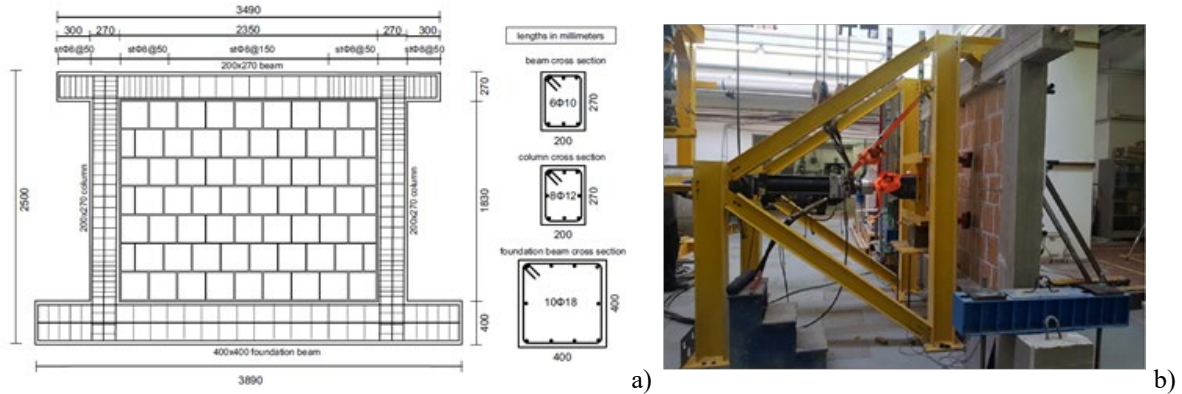 3490
300 270 2350 270 300
stΦ6@50 stΦ6@50 stΦ8@150 stΦ6@50 stΦ8@50
200x270 beam
270
2500
200x270 column
200x270 column
1830
400
400x400 foundation beam
3890
lengths in millimeters
beam cross section
6Φ10
270
200
column cross section
8Φ12
270
200
foundation beam cross section
10Φ18
400
400
a)
b)